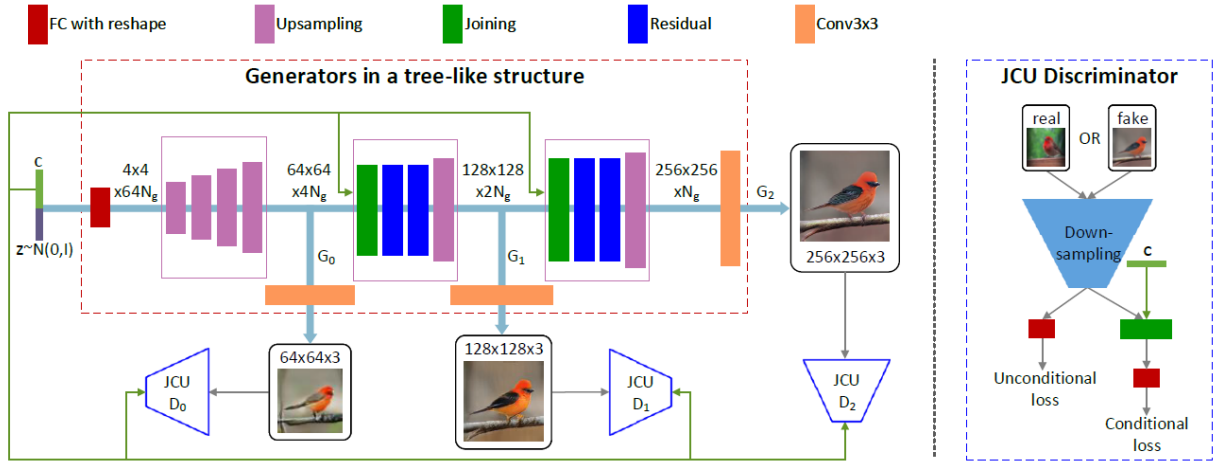 FC with reshape
Upsampling
Joining
Residual
Conv3x3
Generators in a tree-like structure
c
z~N(0,I)
4x4
x64Ng
64x64
x4Ng
128x128
x2Ng
256x256
xNg
G0
G1
G2
256x256x3
64x64x3
128x128x3
JCU
D0
JCU
D1
JCU
D2
JCU Discriminator
real
OR
fake
Down-
sampling
c
Unconditional
loss
Conditional
loss